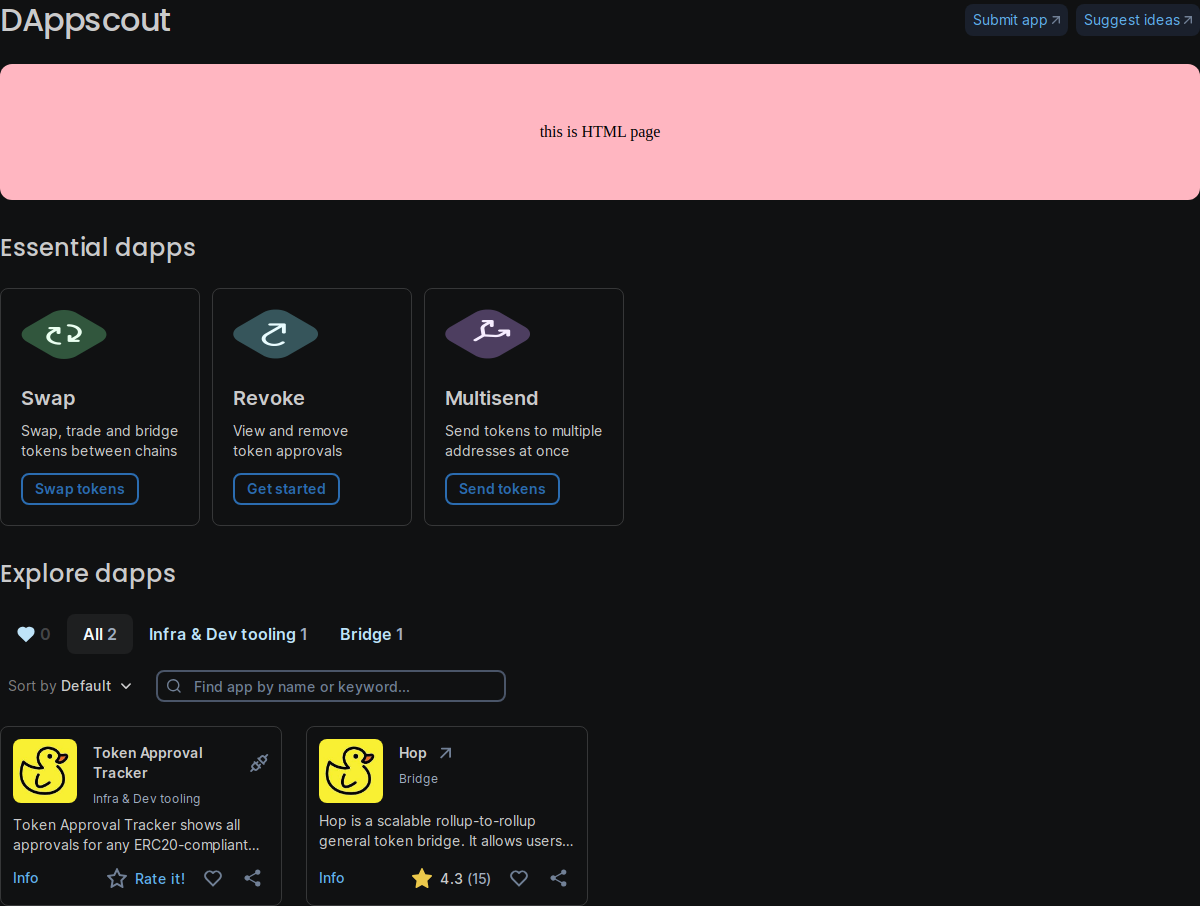 DAppscout
Submit app
Suggest ideas
this is HTML page
Essential dapps
Swap
Swap, trade and bridge
tokens between chains
Swap tokens
Revoke
View and remove
token approvals
Get started
Multisend
Send tokens to multiple
addresses at once
Send tokens
Explore dapps
0
All 2
Infra & Dev tooling 1
Bridge 1
Sort by Default
Find app by name or keyword...
Token Approval
Tracker
Infra & Dev tooling
Token Approval Tracker shows all
approvals for any ERC20-compliant...
Info
Rate it!
Hop
Bridge
Hop is a scalable rollup-to-rollup
general token bridge. It allows users...
Info
4.3 (15)